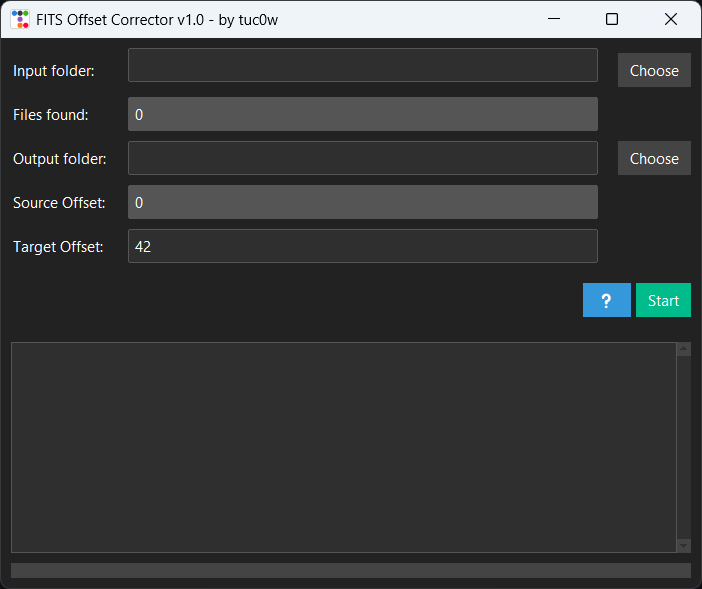 FITS Offset Corrector v1.0 - by tuc0w
Input folder: Choose
Files found: 0
Output folder: Choose
Source Offset: 0
Target Offset: 42
? Start